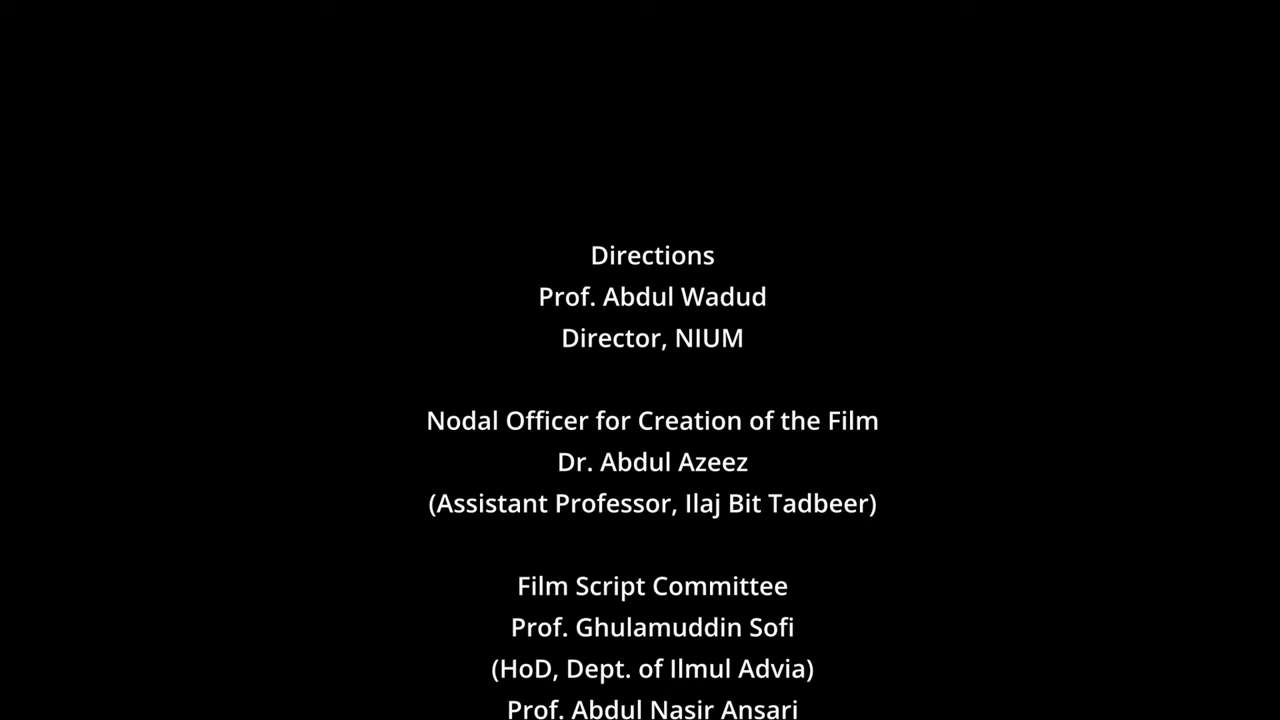 Directions
Prof. Abdul Wadud
Director, NIUM
Nodal Officer for Creation of the Film
Dr. Abdul Azeez
(Assistant Professor, Ilaj Bit Tadbeer)
Film Script Committee
Prof. Ghulamuddin Sofi
(HoD, Dept. of Ilmul Advia)
Prof. Abdul Nasir Ansari